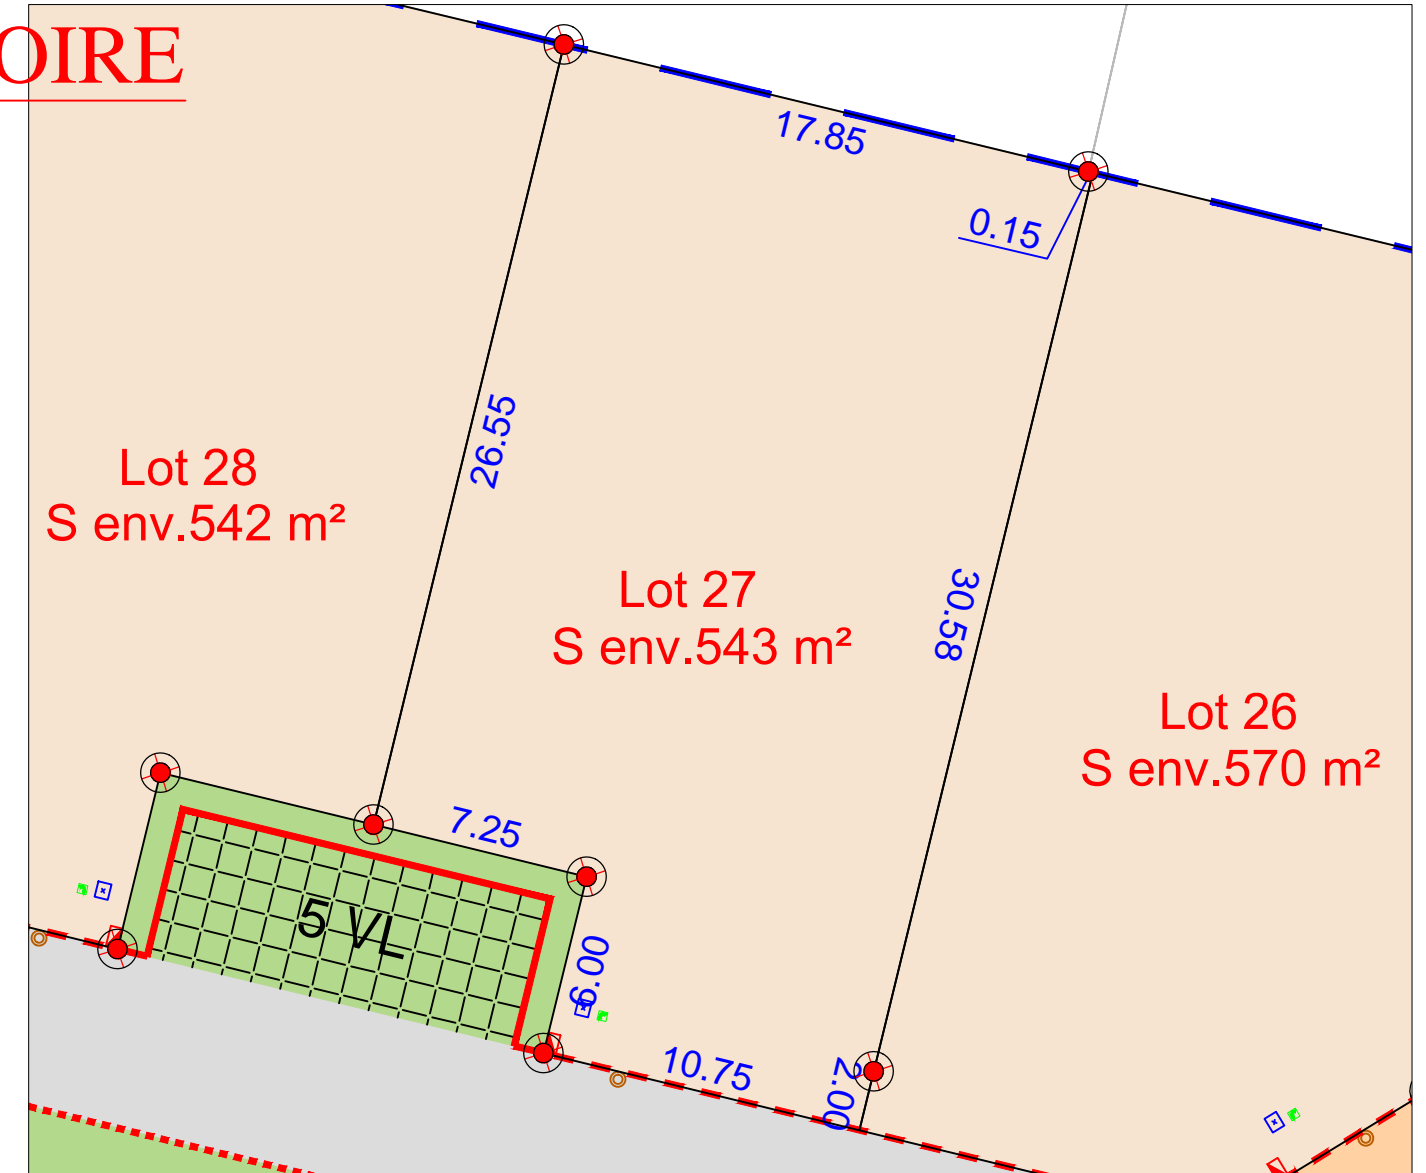 OIRE
17.85
0.15
26.55
Lot 28
S env.542 m²
Lot 27
S env.543 m²
30.58
Lot 26
S env.570 m²
7.25
5 VL
6.00
10.75
2.00